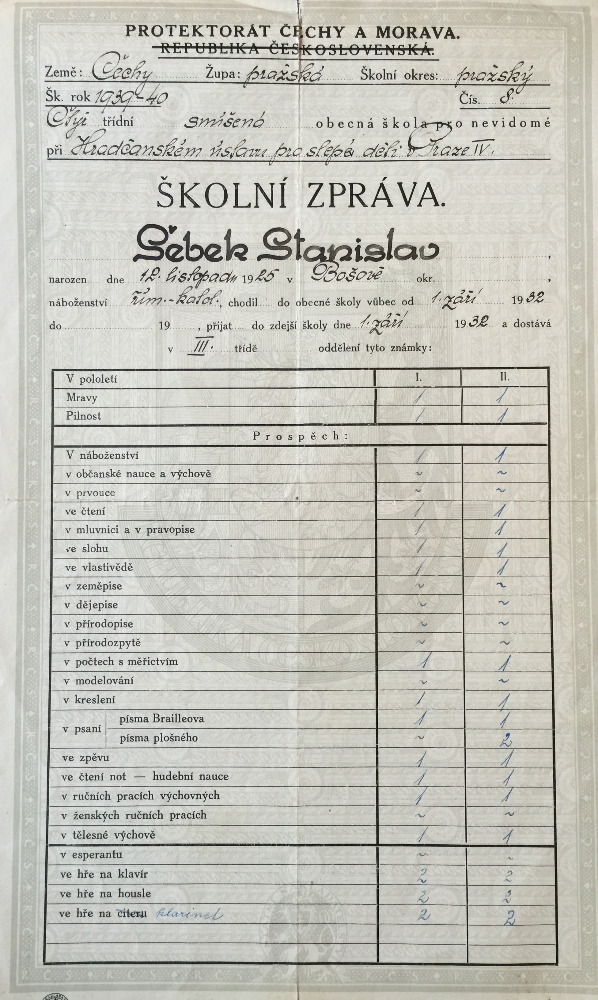 PROTEKTORÁT ČECHY A MORAVA.
REPUBLIKA ČESKOSLOVENSKÁ.
Země: Čechy Župa: pražská Školní okres: pražský
Šk. rok 1939-40 Čís. 8.
Čtyř třídní smíšená obecná škola pro nevidomé
při Hradčanském ústavu pro slepé děti v Praze IV.
ŠKOLNÍ ZPRÁVA.
Šebek Stanislav,
narozen dne 12. listopadu 1925 v Bošově okr. ,
náboženství řím.-katol., chodil do obecné školy vůbec od 1. září 1932
do 19 , přijat do zdejší školy dne 1. září 1932 a dostává
v III. třídě oddělení tyto známky:
V pololetí I. II.
Mravy 1 1
Pilnost 1 1
Prospěch:
V náboženství 1 1
v občanské nauce a výchově ~ ~
v prvouce ~ ~
ve čtení 1 1
v mluvnici a v pravopise 1 1
ve slohu 1 1
ve vlastivědě 1 1
v zeměpise ~ ~
v dějepise ~ ~
v přírodopise ~ ~
v přírodozpytě ~ ~
v počtech s měřictvím 1 1
v modelování ~ ~
v kreslení 1 1
v psaní písma Brailleova 1 1
písma plošného ~ 2
ve zpěvu 1 1
ve čtení not — hudební nauce 1 1
v ručních pracích výchovných 1 1
v ženských ručních pracích ~ ~
v tělesné výchově 1 1
v esperantu ~ ~
ve hře na klavír 2 2
ve hře na housle 2 2
ve hře na citeru klarinet 2 2